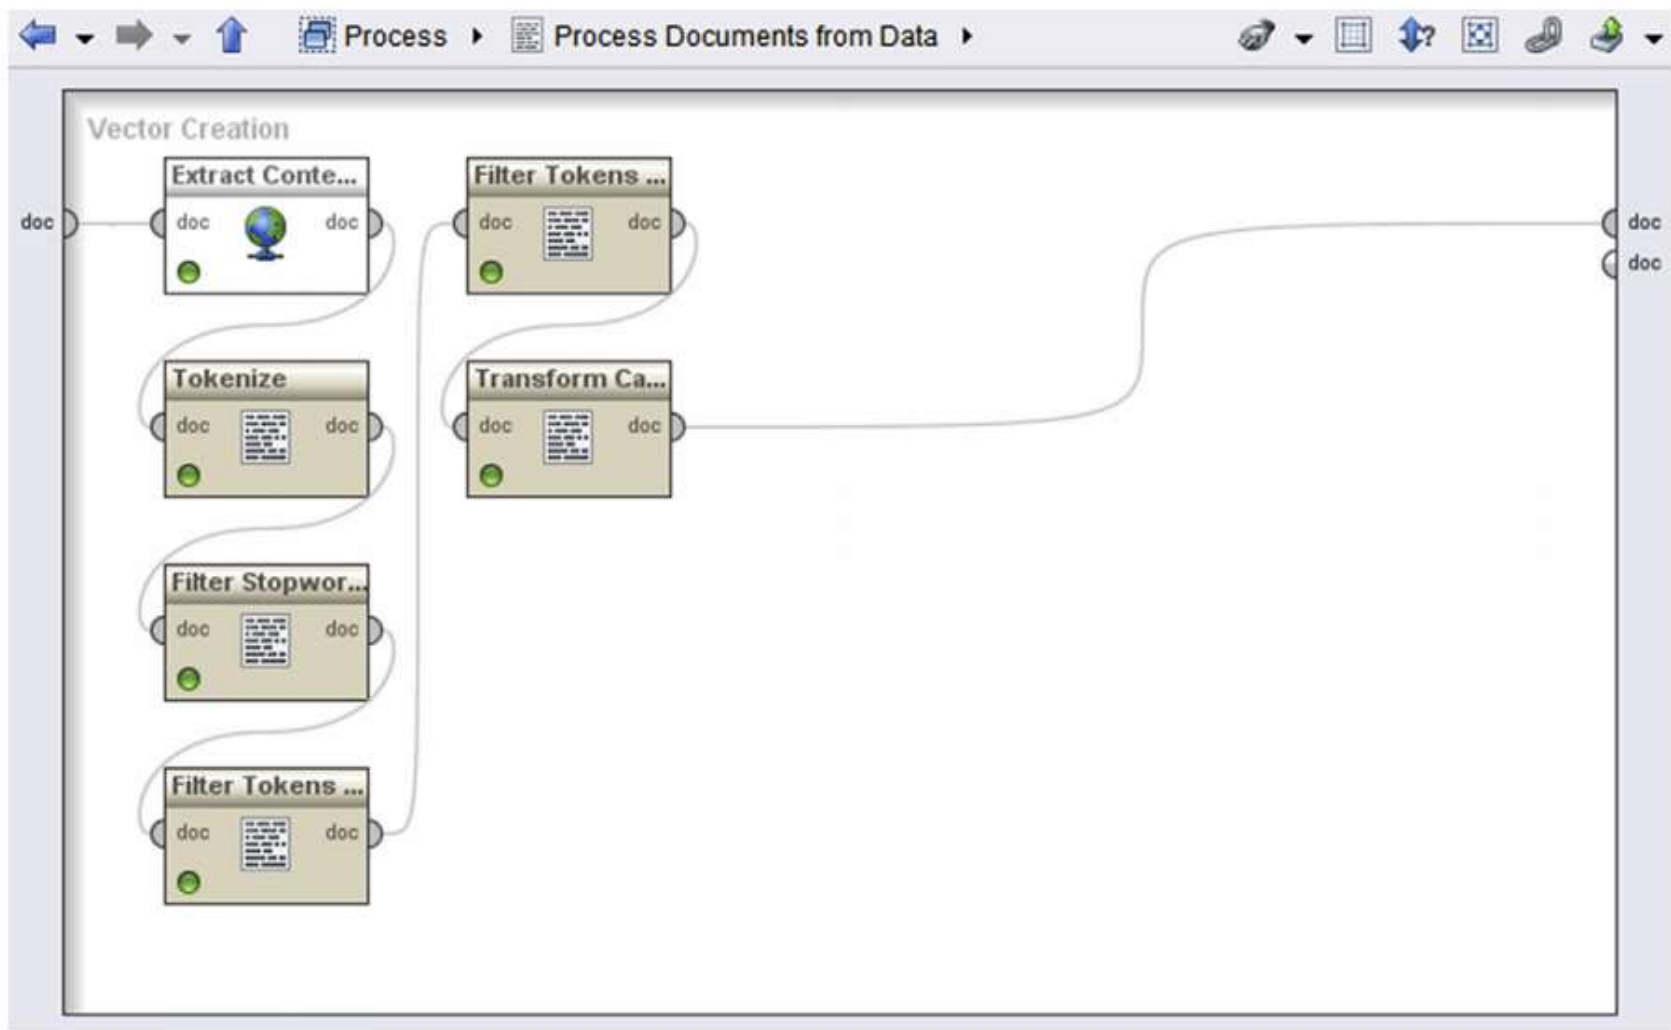 Process Process Documents from Data
Vector Creation
Extract Conte...
doc doc doc
Tokenize
doc doc
Filter Stopwor...
doc doc
Filter Tokens ...
doc doc
Filter Tokens ...
doc doc
Transform Ca...
doc doc
doc
doc